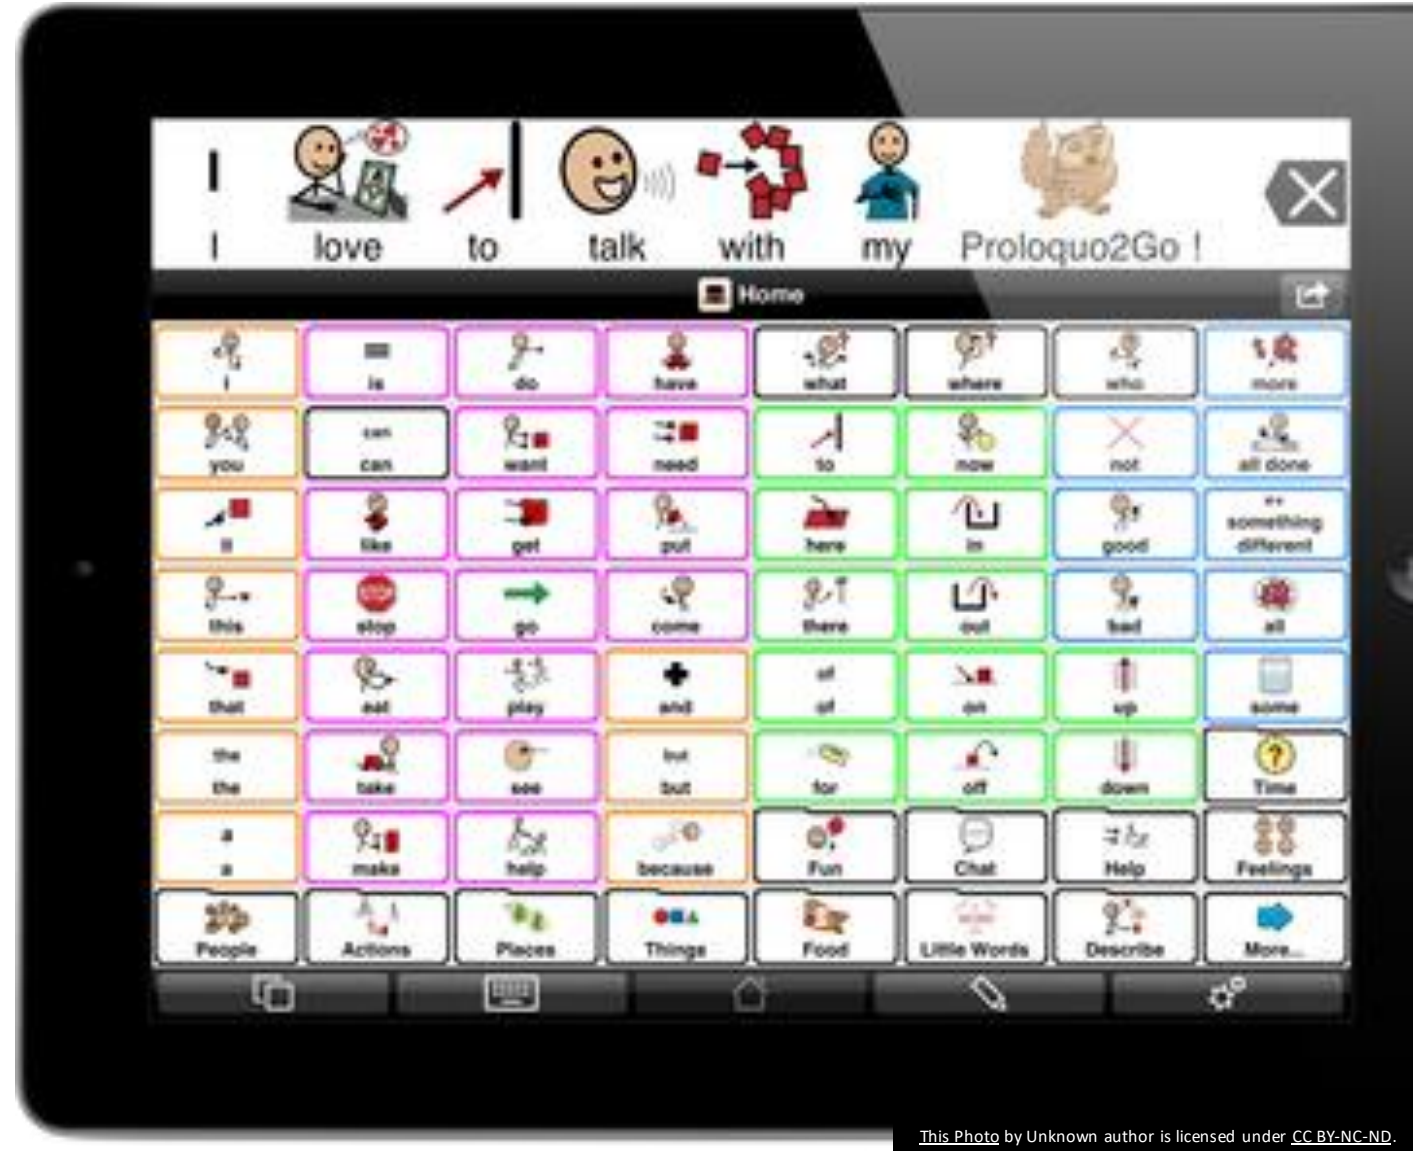 I love to talk with my Proloquo2Go !
Home
I is do have what where who more
you can can want need to now not all done
it like get put here in good something different
this stop STOP go come there out bad all
that eat play and of of on up some
the the take see but but for off down Time
a a make help because Fun Chat Help Feelings
People Actions Places Things Food Little Words Describe More...
This Photo by Unknown author is licensed under CC BY-NC-ND.